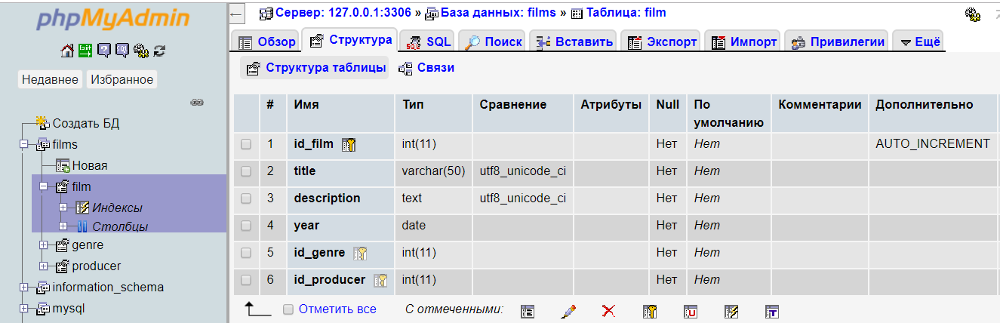 phpMyAdmin
Недавнее Избранное
Создать БД
films
Новая
film
Индексы
Столбцы
genre
producer
information_schema
mysql
Сервер: 127.0.0.1:3306 » База данных: films » Таблица: film
Обзор Структура SQL Поиск Вставить Экспорт Импорт Привилегии Ещё
Структура таблицы Связи
# Имя Тип Сравнение Атрибуты Null По умолчанию Комментарии Дополнительно
1 id_film int(11) Нет Нет AUTO_INCREMENT
2 title varchar(50) utf8_unicode_ci Нет Нет
3 description text utf8_unicode_ci Нет Нет
4 year date Нет Нет
5 id_genre int(11) Нет Нет
6 id_producer int(11) Нет Нет
Отметить все С отмеченными: